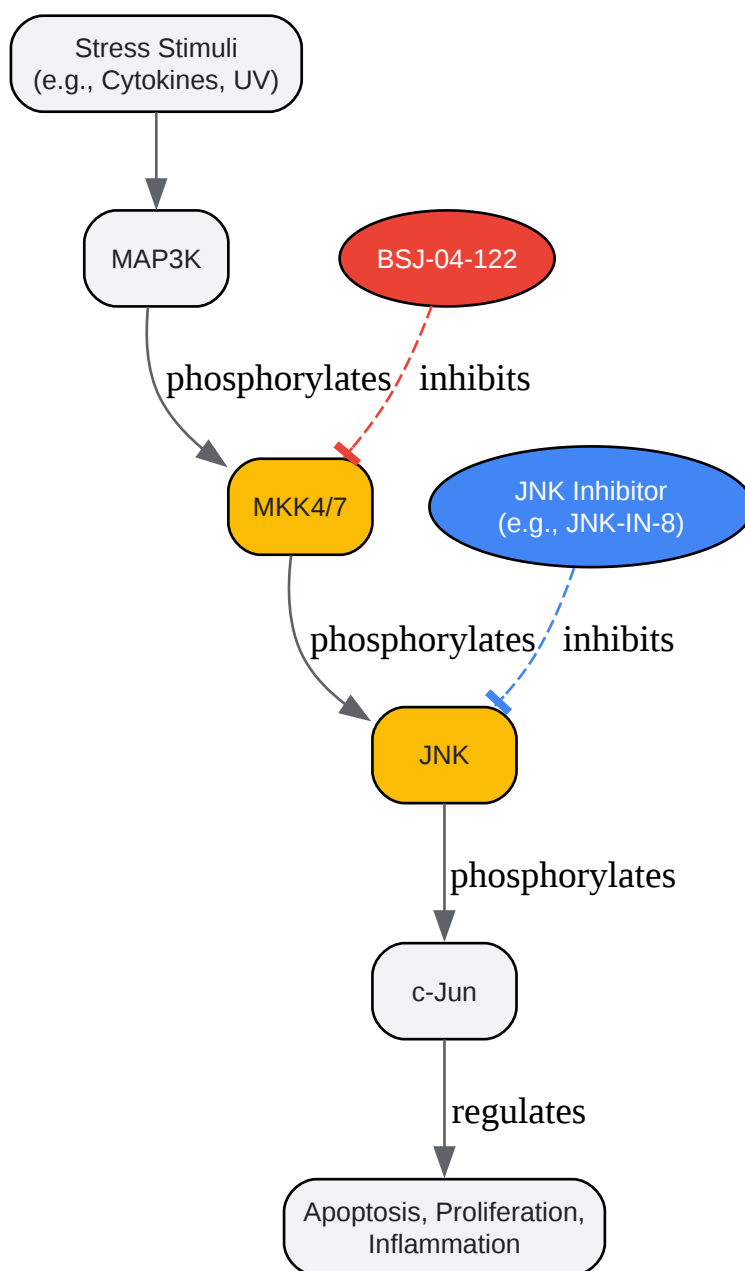 Stress Stimuli
(e.g., Cytokines, UV)
MAP3K
BSJ-04-122
phosphorylates
inhibits
MKK4/7
JNK Inhibitor
(e.g., JNK-IN-8)
phosphorylates
inhibits
JNK
phosphorylates
c-Jun
regulates
Apoptosis, Proliferation,
Inflammation